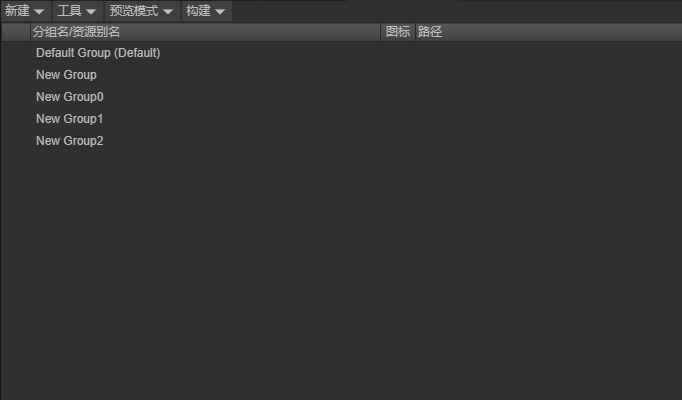 新建 工具 预览模式 构建
分组名/资源别名 图标 路径
Default Group (Default)
New Group
New Group0
New Group1
New Group2